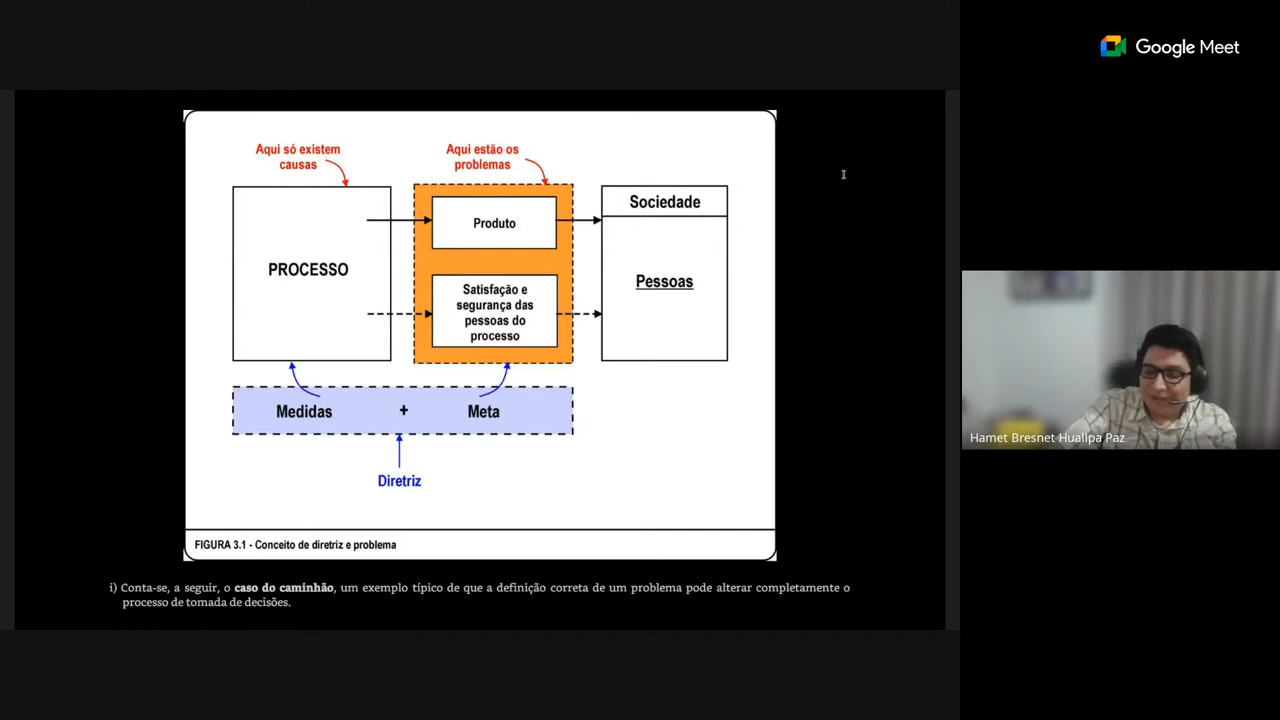 Google Meet
Aqui só existem
causas
Aqui estão os
problemas
PROCESSO
Produto
Satisfação e
segurança das
pessoas do
processo
Sociedade
Pessoas
Medidas + Meta
Diretriz
FIGURA 3.1 - Conceito de diretriz e problema
i) Conta-se, a seguir, o caso do caminhão, um exemplo típico de que a definição correta de um problema pode alterar completamente o
processo de tomada de decisões.
Hamet Bresnet Huallpa Paz